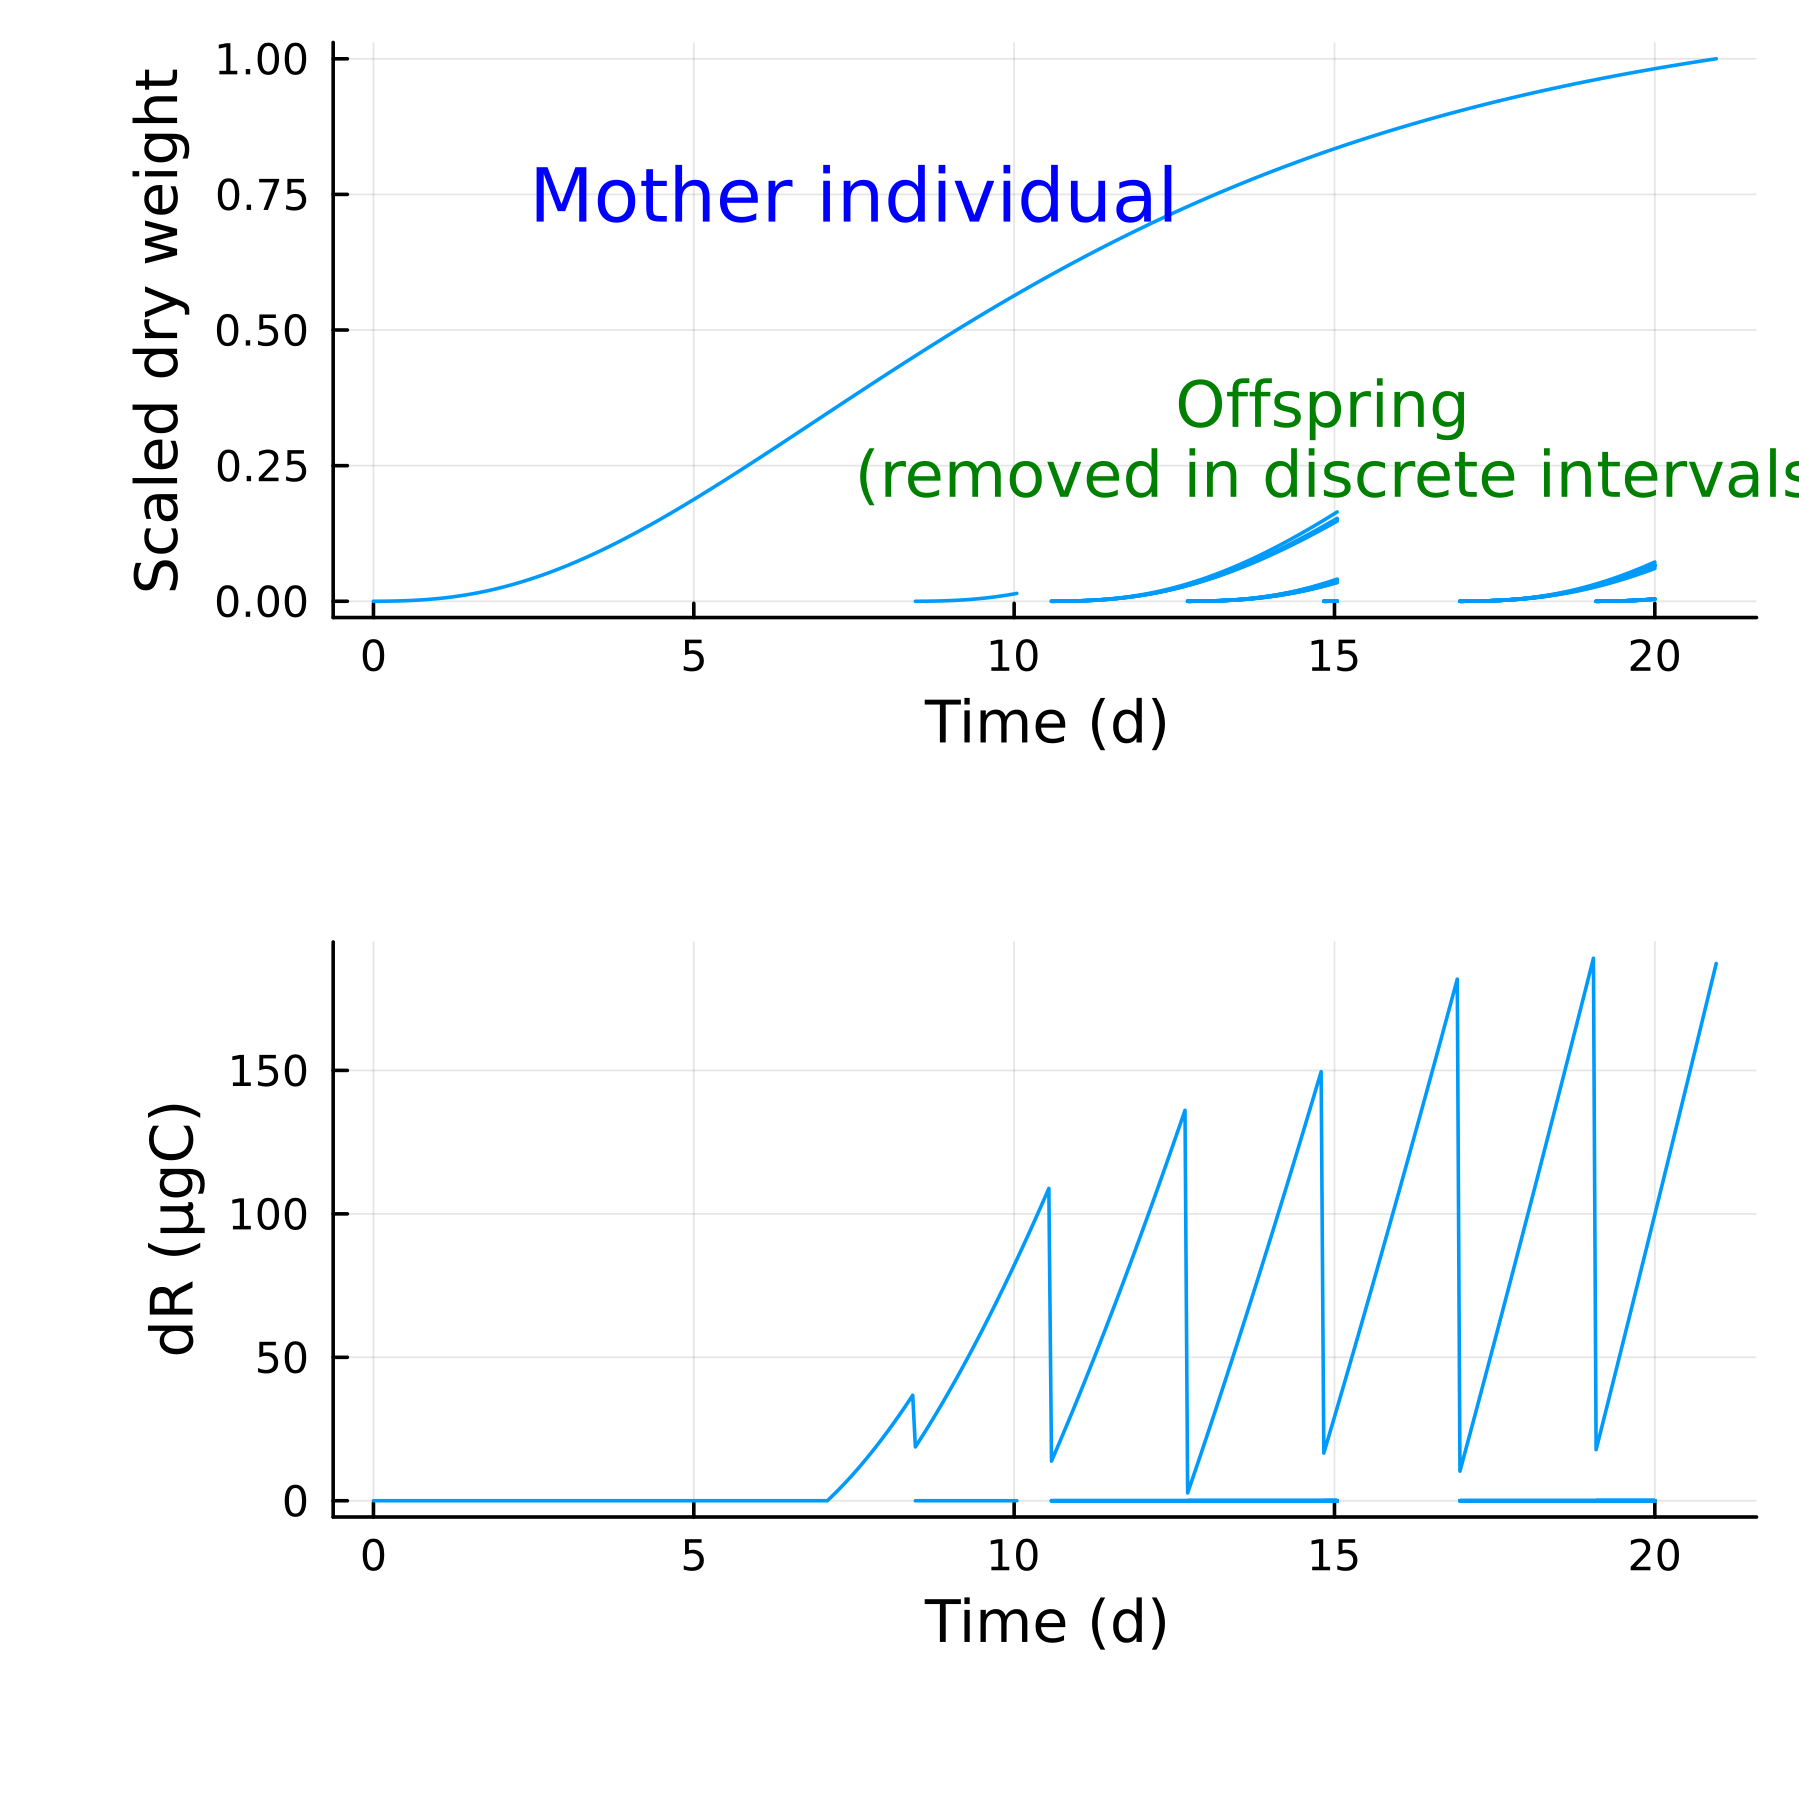 1.00
0.75
0.50
0.25
0.00
Scaled dry weight
Mother individual
Offspring
(removed in discrete intervals
0 5 10 15 20
Time (d)
150
100
50
0
dR (µgC)
0 5 10 15 20
Time (d)